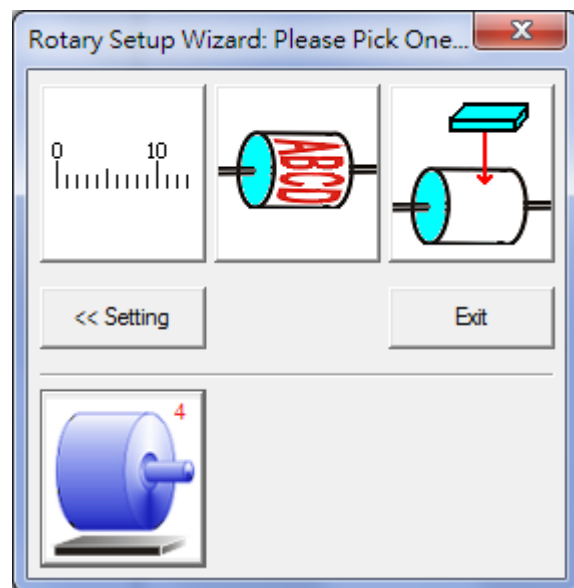 Rotary Setup Wizard: Please Pick One...
0 10
ABCD
<< Setting
Exit
4